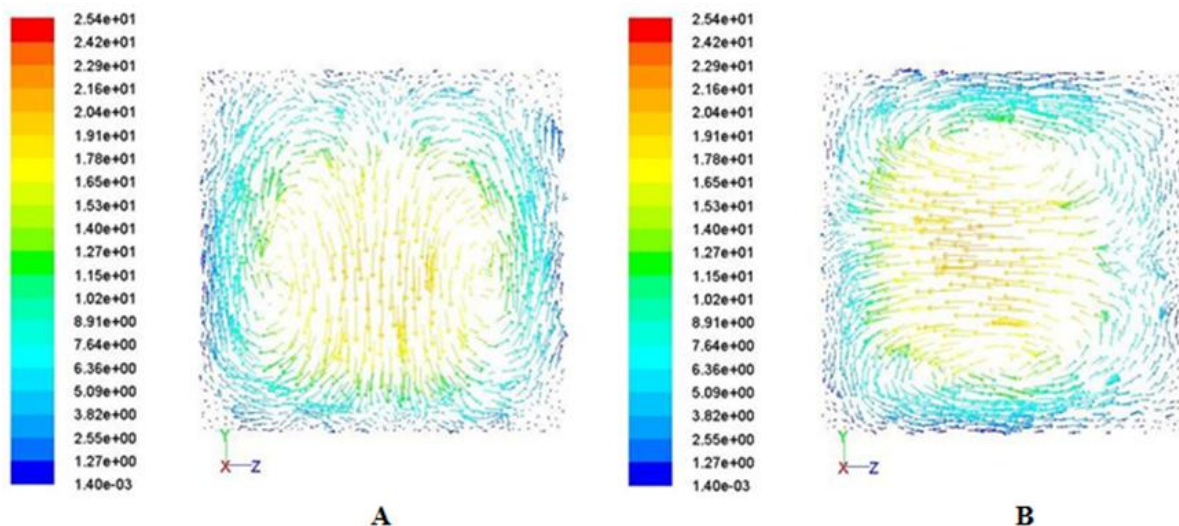 2.54e+01
2.42e+01
2.29e+01
2.16e+01
2.04e+01
1.91e+01
1.78e+01
1.65e+01
1.53e+01
1.40e+01
1.27e+01
1.15e+01
1.02e+01
8.91e+00
7.64e+00
6.36e+00
5.09e+00
3.82e+00
2.55e+00
1.27e+00
1.40e-03
Y
X Z
A
2.54e+01
2.42e+01
2.29e+01
2.16e+01
2.04e+01
1.91e+01
1.78e+01
1.65e+01
1.53e+01
1.40e+01
1.27e+01
1.15e+01
1.02e+01
8.91e+00
7.64e+00
6.36e+00
5.09e+00
3.82e+00
2.55e+00
1.27e+00
1.40e-03
Y
X Z
B